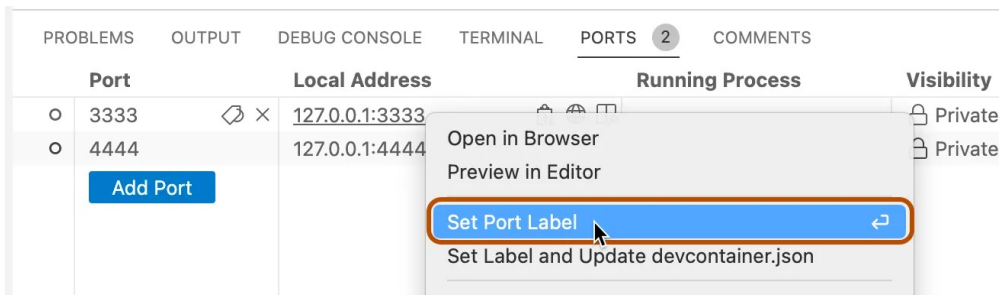 PROBLEMS OUTPUT DEBUG CONSOLE TERMINAL PORTS 2 COMMENTS
Port Local Address Running Process Visibility
3333 127.0.0.1:3333 Private
4444 127.0.0.1:4444 Private
Add Port
Open in Browser
Preview in Editor
Set Port Label
Set Label and Update devcontainer.json